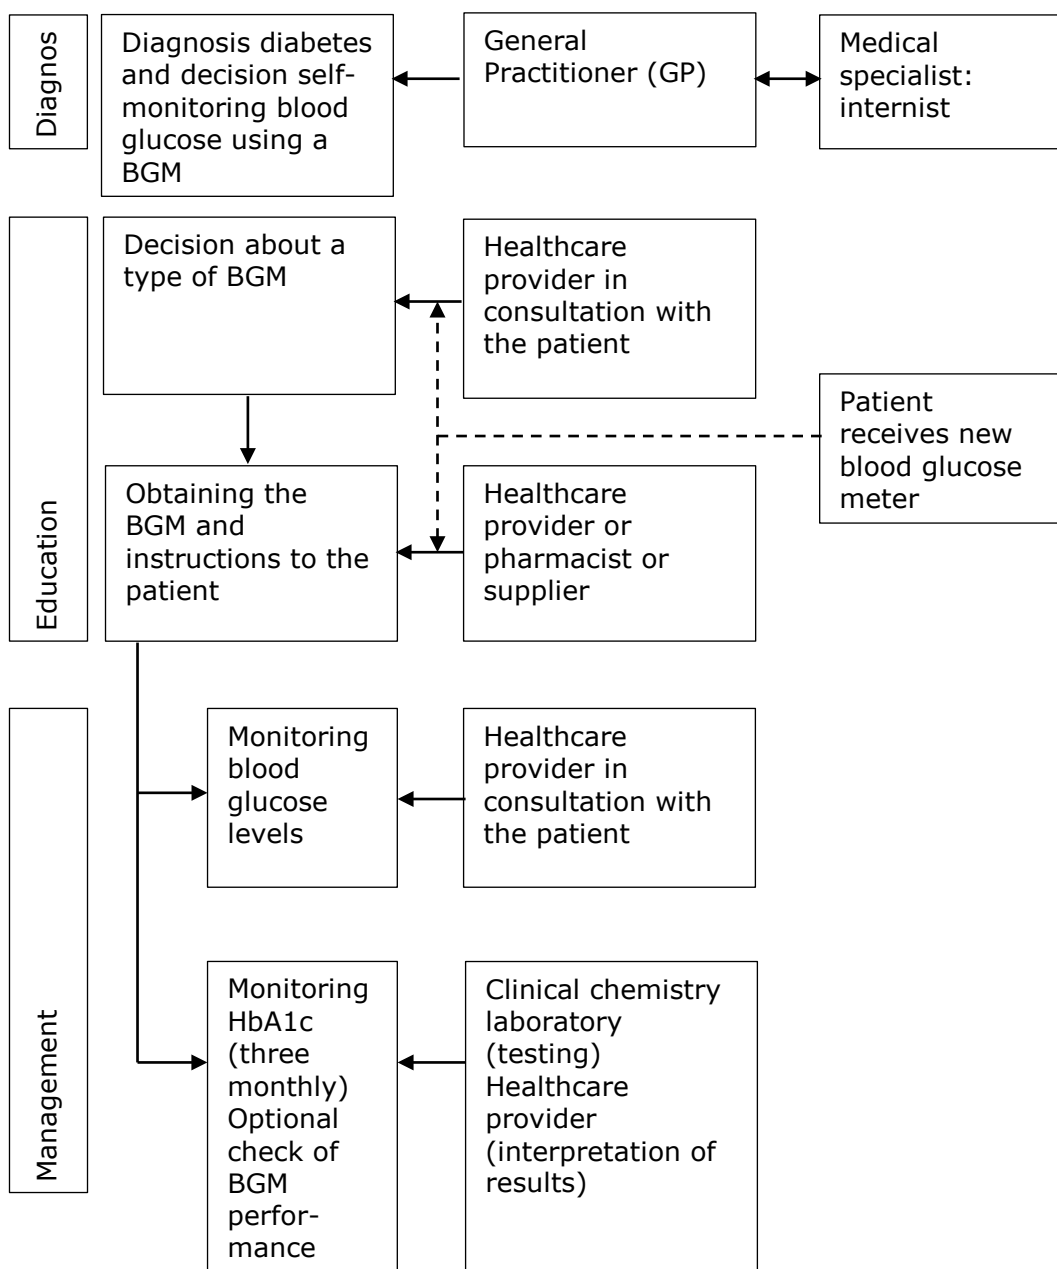 Diagnos
Diagnosis diabetes
and decision self-
monitoring blood
glucose using a
BGM
General
Practitioner (GP)
Medical
specialist:
internist
Education
Decision about a
type of BGM
Healthcare
provider in
consultation with
the patient
Patient
receives new
blood glucose
meter
Obtaining the
BGM and
instructions to the
patient
Healthcare
provider or
pharmacist or
supplier
Management
Monitoring
blood
glucose
levels
Healthcare
provider in
consultation with
the patient
Monitoring
HbA1c
(three
monthly)
Optional
check of
BGM
perfor-
mance
Clinical chemistry
laboratory
(testing)
Healthcare
provider
(interpretation of
results)